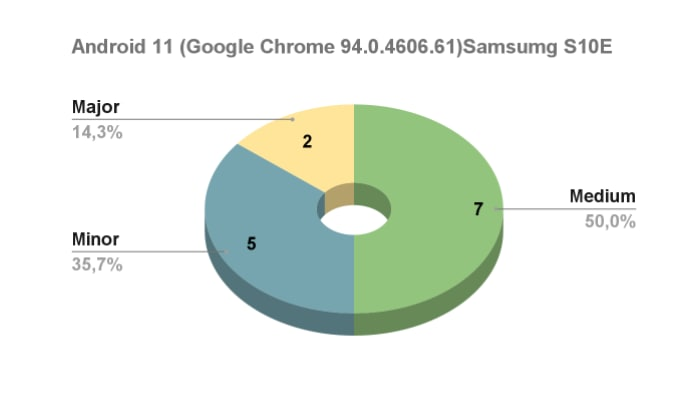 Android 11 (Google Chrome 94.0.4606.61)Samsumg S10E
Major
14,3%
2
Medium
7
50,0%
Minor
5
35,7%